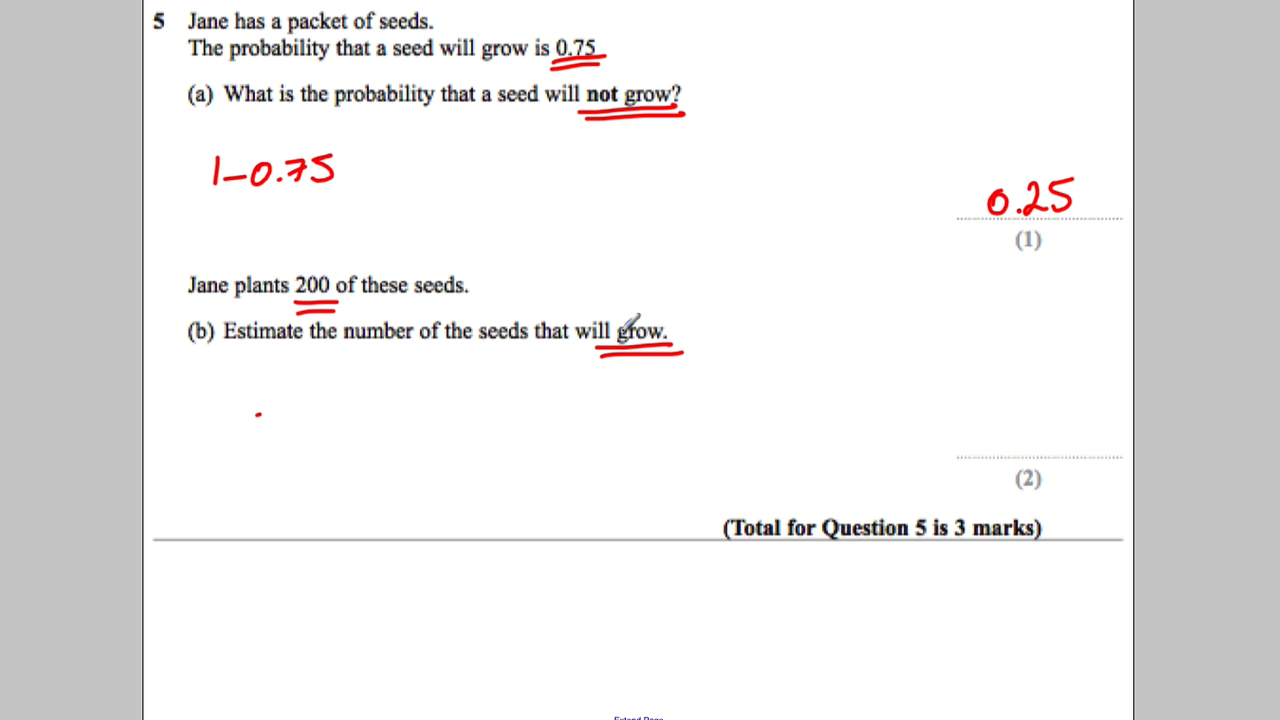 5 Jane has a packet of seeds.
The probability that a seed will grow is 0.75
(a) What is the probability that a seed will not grow?
1-0.75
0.25
(1)
Jane plants 200 of these seeds.
(b) Estimate the number of the seeds that will grow.
(2)
(Total for Question 5 is 3 marks)
Extend Page